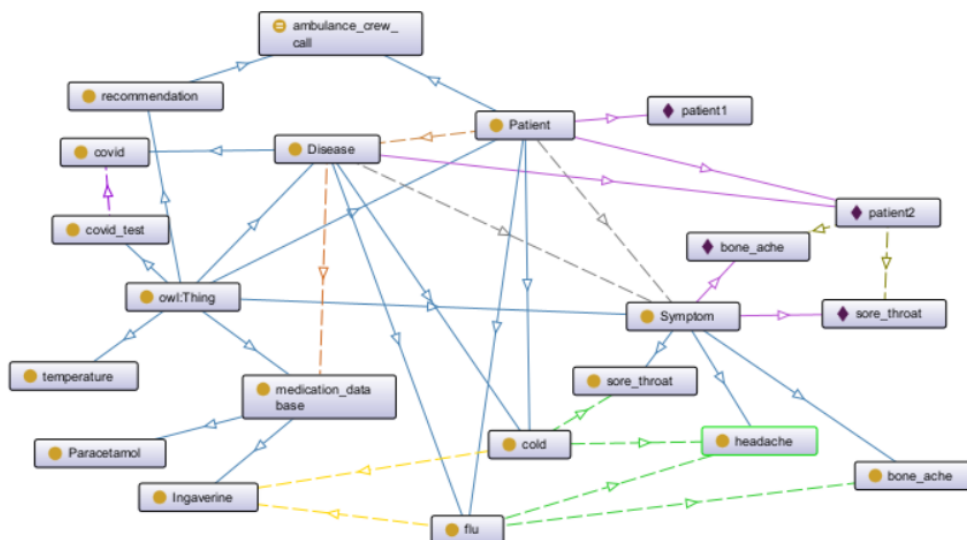 ambulance_crew_
call
recommendation
Patient
patient1
covid
Disease
covid_test
patient2
bone_ache
owl:Thing
Symptom
sore_throat
temperature
sore_throat
medication_data
base
Paracetamol
cold
headache
bone_ache
Ingaverine
flu